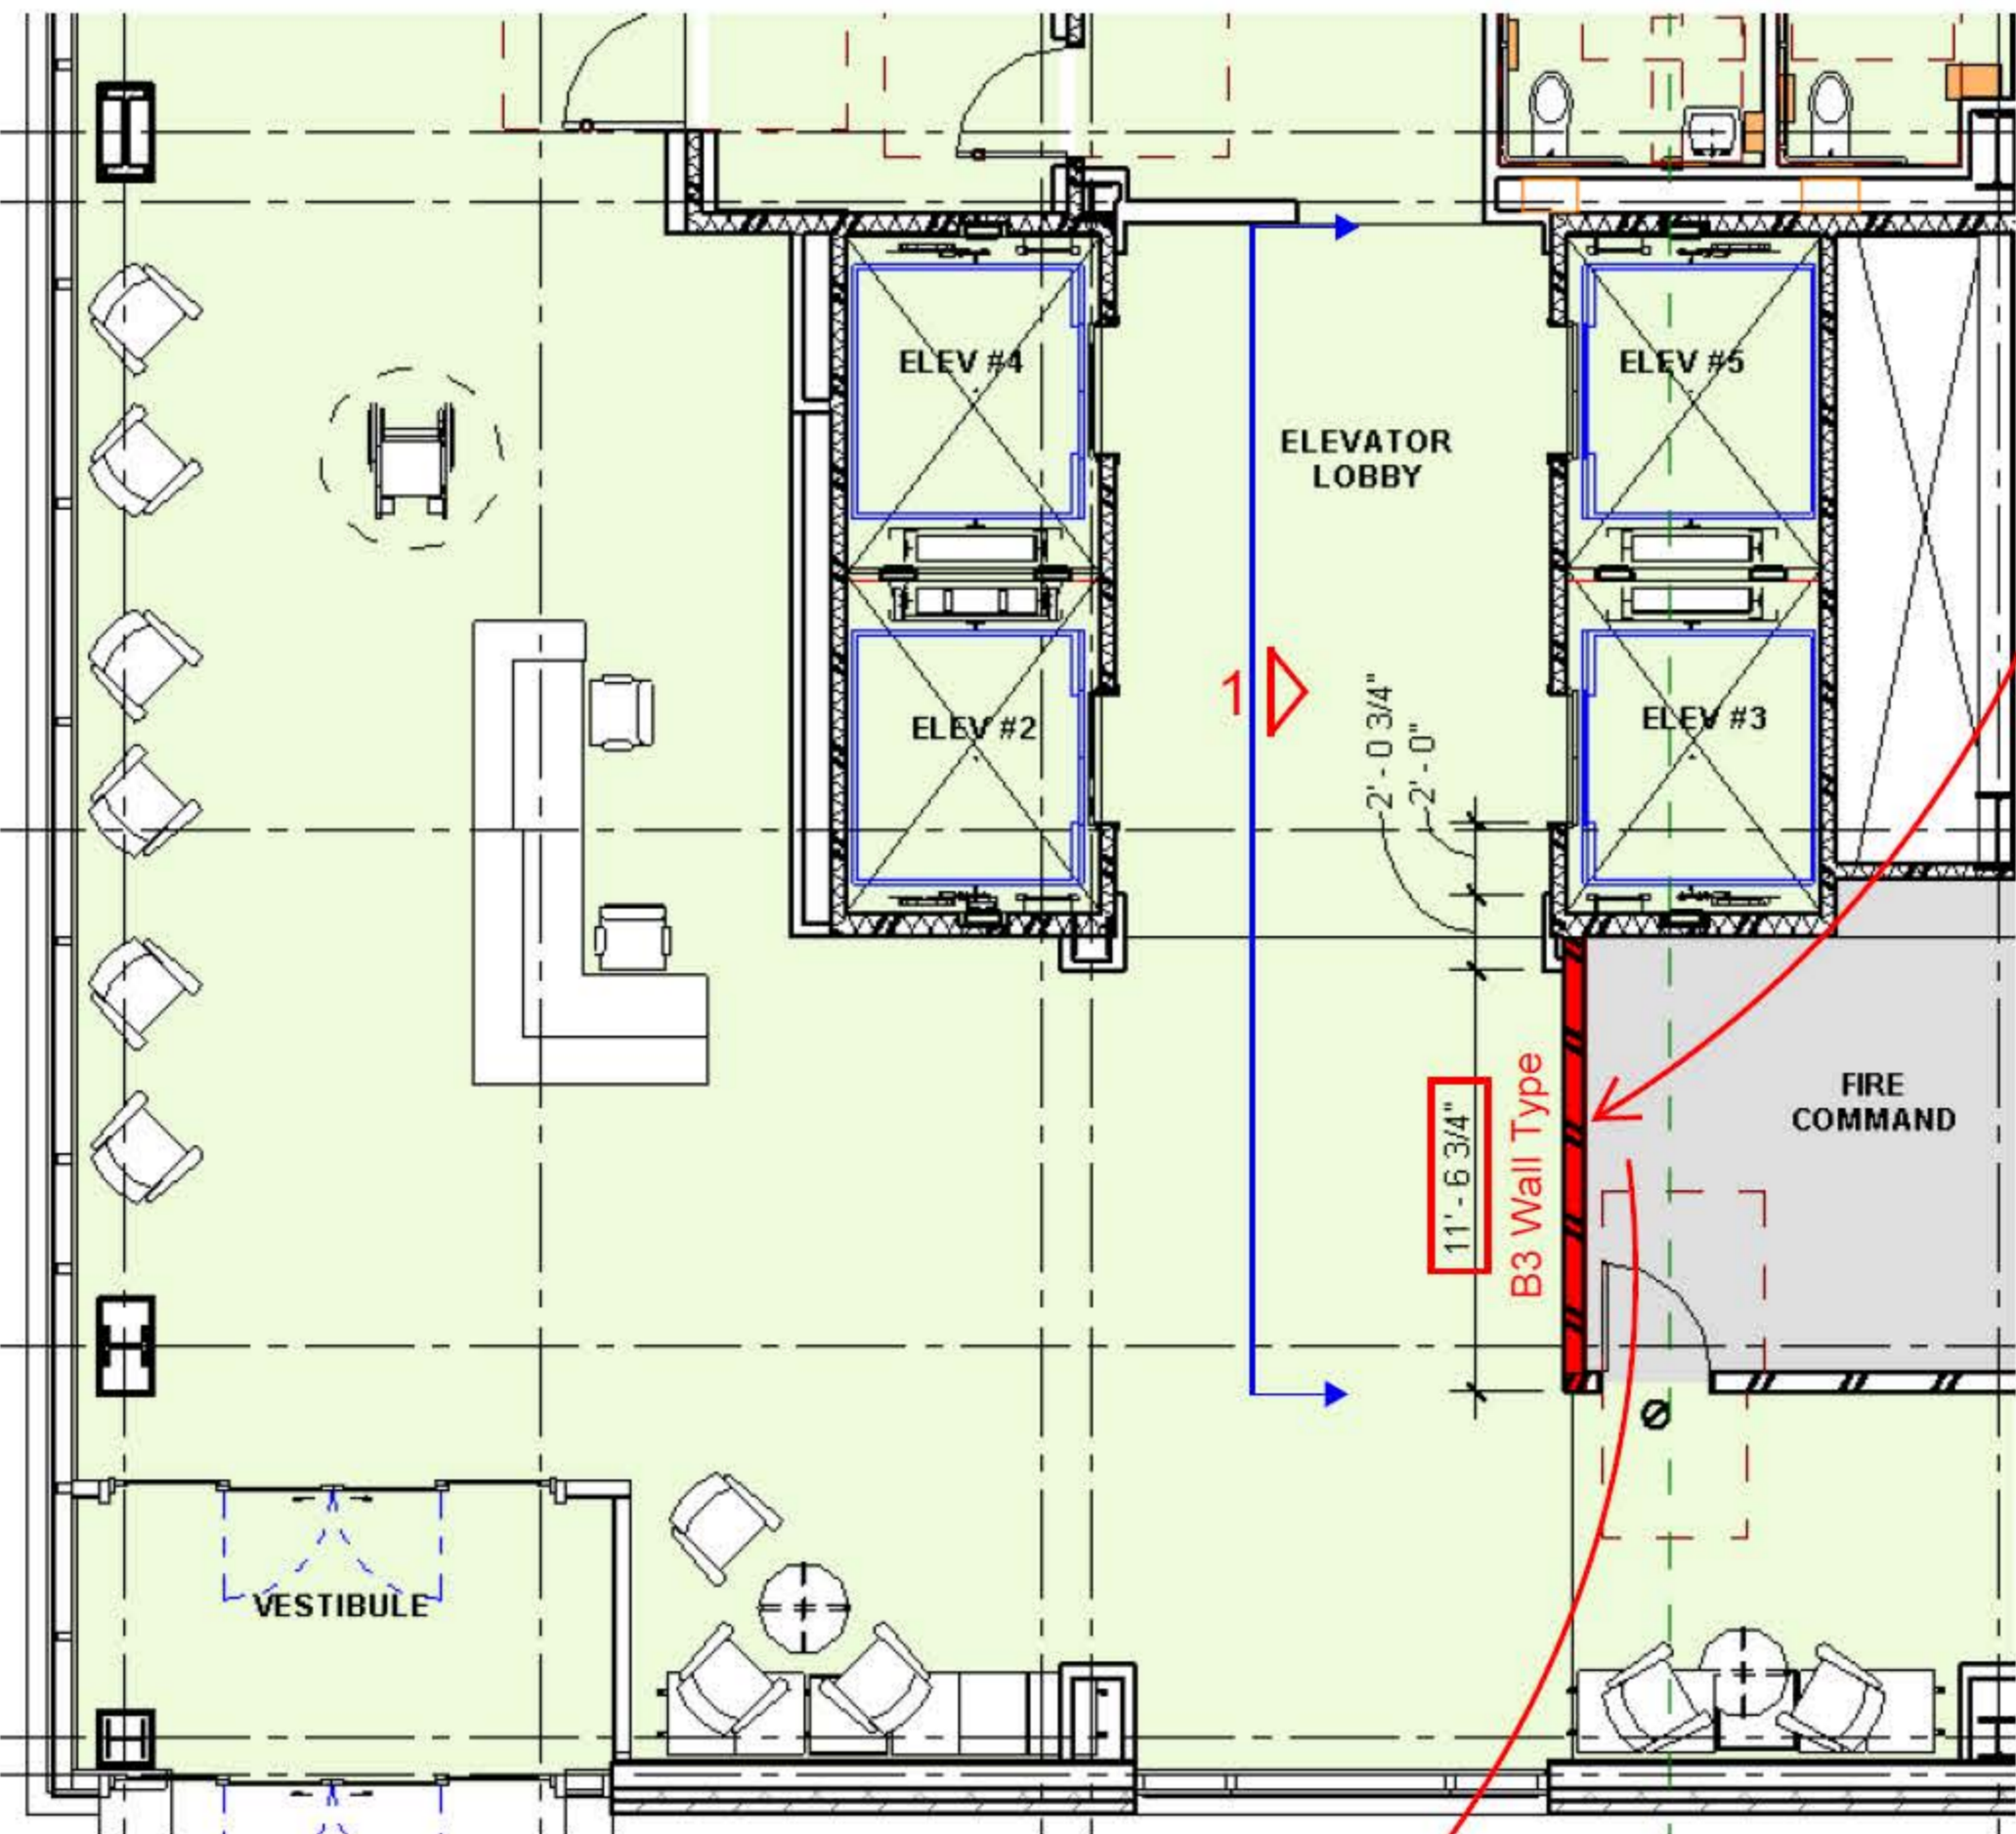 ELEV #4
ELEV #5
ELEVATOR
LOBBY
1
2' - 0 3/4"
2' - 0"
ELEV #2
ELEV #3
11' - 6 3/4"
B3 Wall Type
FIRE
COMMAND
VESTIBULE